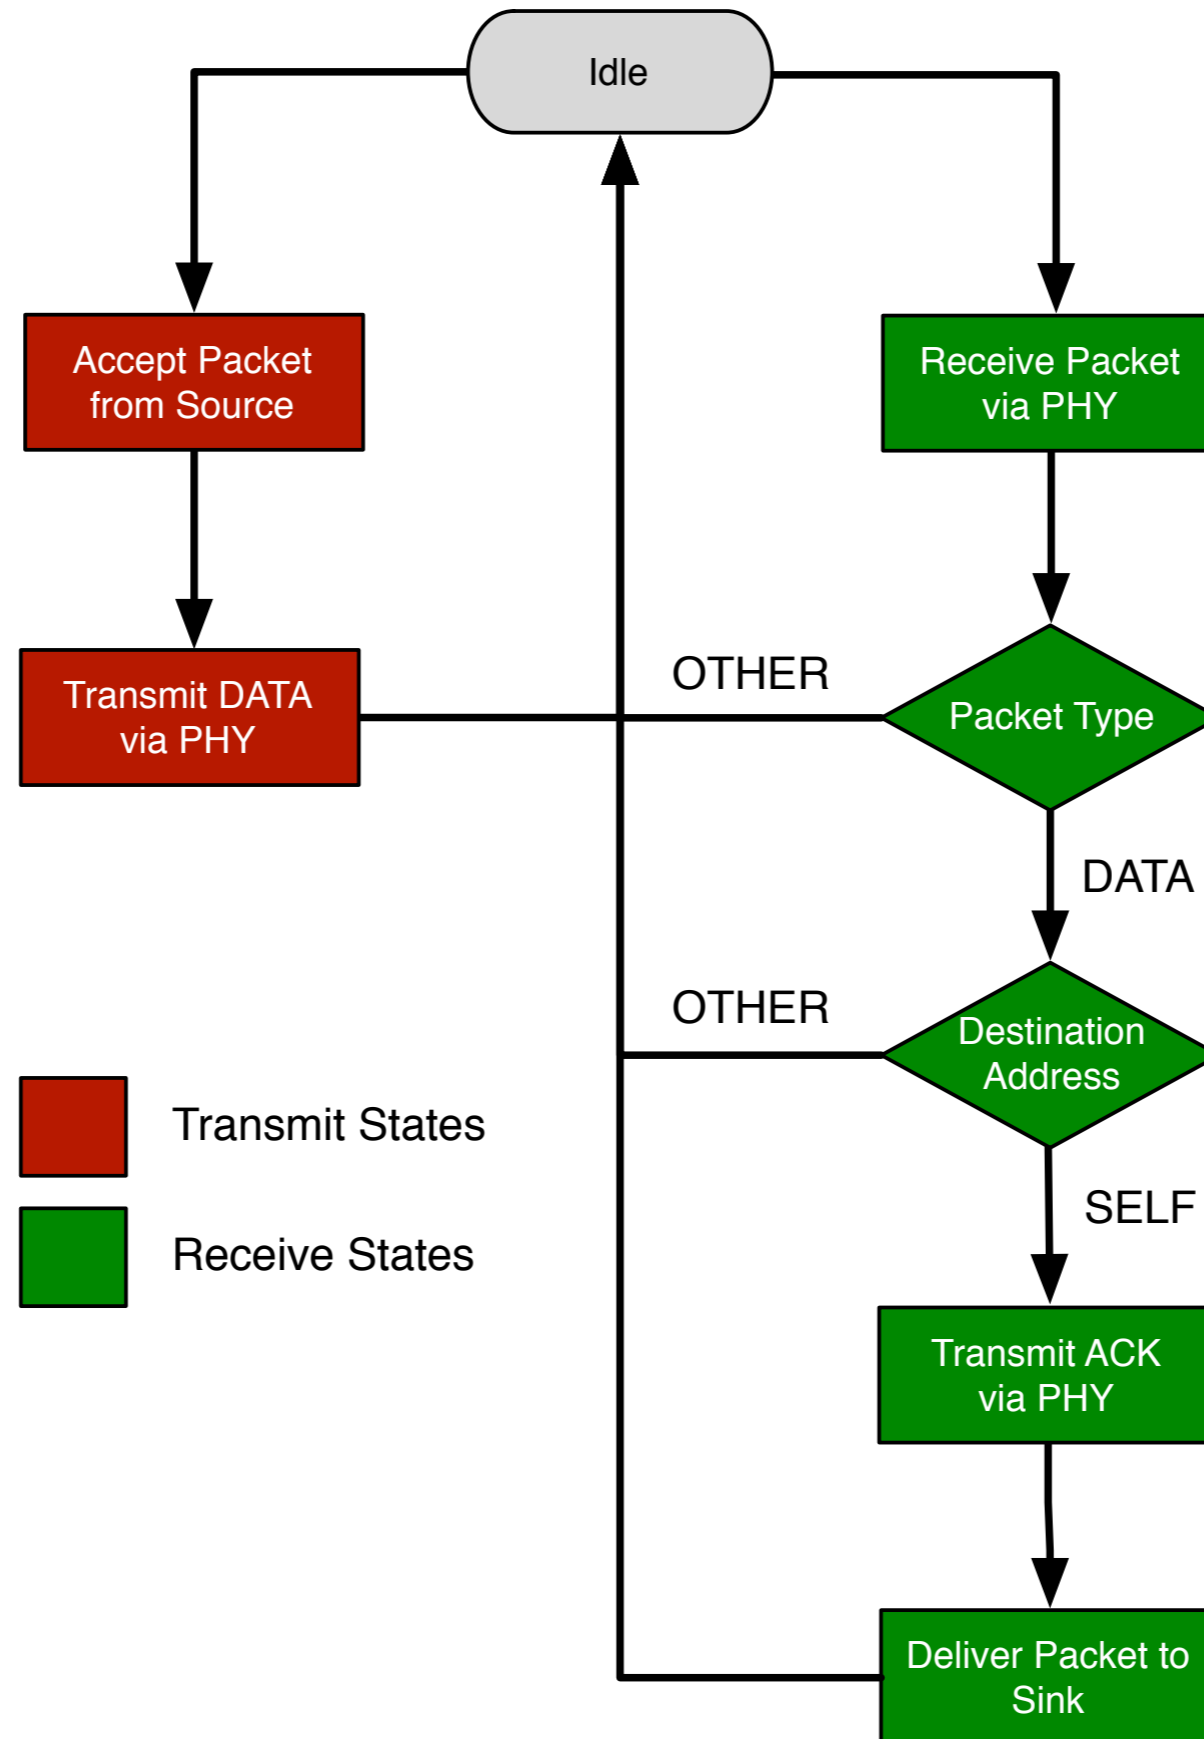 Idle
Accept Packet
from Source
Receive Packet
via PHY
Transmit DATA
via PHY
OTHER
Packet Type
DATA
OTHER
Destination
Address
Transmit States
SELF
Receive States
Transmit ACK
via PHY
Deliver Packet to
Sink